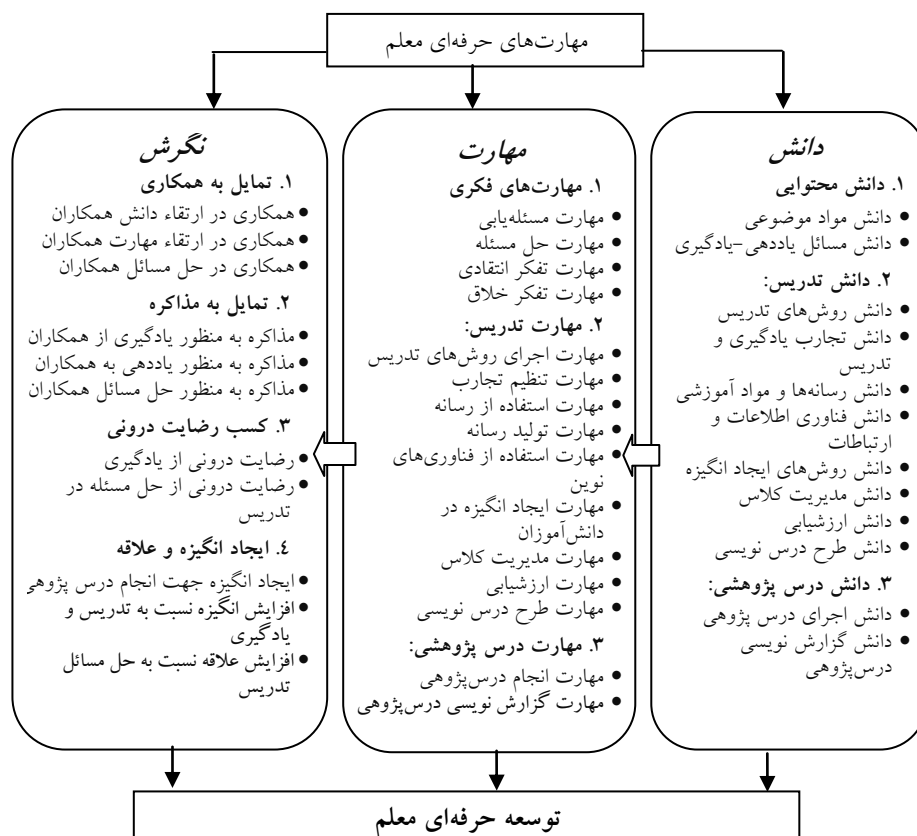 مهارت‌های حرفه‌ای معلم
دانش
۱. دانش محتوایی
● دانش مواد موضوعی
● دانش مسائل یاددهی-یادگیری
۲. دانش تدریس:
● دانش روش‌های تدریس
● دانش تجارب یادگیری و
تدریس
● دانش رسانه‌ها و مواد آموزشی
● دانش فناوری اطلاعات و
ارتباطات
● دانش روش‌های ایجاد انگیزه
● دانش مدیریت کلاس
● دانش ارزشیابی
● دانش طرح درس نویسی
۳. دانش درس پژوهشی:
● دانش اجرای درس پژوهی
● دانش گزارش نویسی
درس‌پژوهی
مهارت
۱. مهارت‌های فکری
● مهارت مسئله‌یابی
● مهارت حل مسئله
● مهارت تفکر انتقادی
● مهارت تفکر خلاق
۲. مهارت تدریس:
● مهارت اجرای روش‌های تدریس
● مهارت تنظیم تجارب
● مهارت استفاده از رسانه
● مهارت تولید رسانه
● مهارت استفاده از فناوری‌های
نوین
● مهارت ایجاد انگیزه در
دانش‌آموزان
● مهارت مدیریت کلاس
● مهارت ارزشیابی
● مهارت طرح درس نویسی
۳. مهارت درس پژوهشی:
● مهارت انجام درس‌پژوهی
● مهارت گزارش نویسی درس‌پژوهی
نگرش
۱. تمایل به همکاری
● همکاری در ارتقاء دانش همکاران
● همکاری در ارتقاء مهارت همکاران
● همکاری در حل مسائل همکاران
۲. تمایل به مذاکره
● مذاکره به منظور یادگیری از همکاران
● مذاکره به منظور یاددهی به همکاران
● مذاکره به منظور حل مسائل همکاران
۳. کسب رضایت درونی
● رضایت درونی از یادگیری
● رضایت درونی از حل مسئله در
تدریس
۴. ایجاد انگیزه و علاقه
● ایجاد انگیزه جهت انجام درس پژوهی
● افزایش انگیزه نسبت به تدریس و
یادگیری
● افزایش علاقه نسبت به حل مسائل
تدریس
توسعه حرفه‌ای معلم